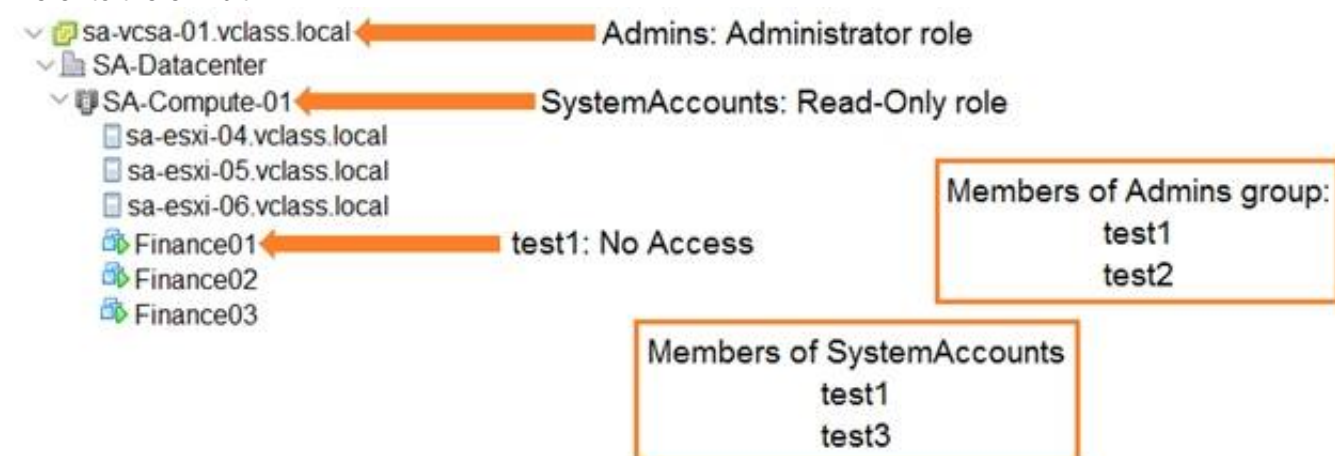 sa-vcsa-01.vclass.local Admins: Administrator role
SA-Datacenter
SA-Compute-01 SystemAccounts: Read-Only role
sa-esxi-04.vclass.local
sa-esxi-05.vclass.local
sa-esxi-06.vclass.local
Finance01 test1: No Access
Finance02
Finance03
Members of Admins group:
test1
test2
Members of SystemAccounts
test1
test3